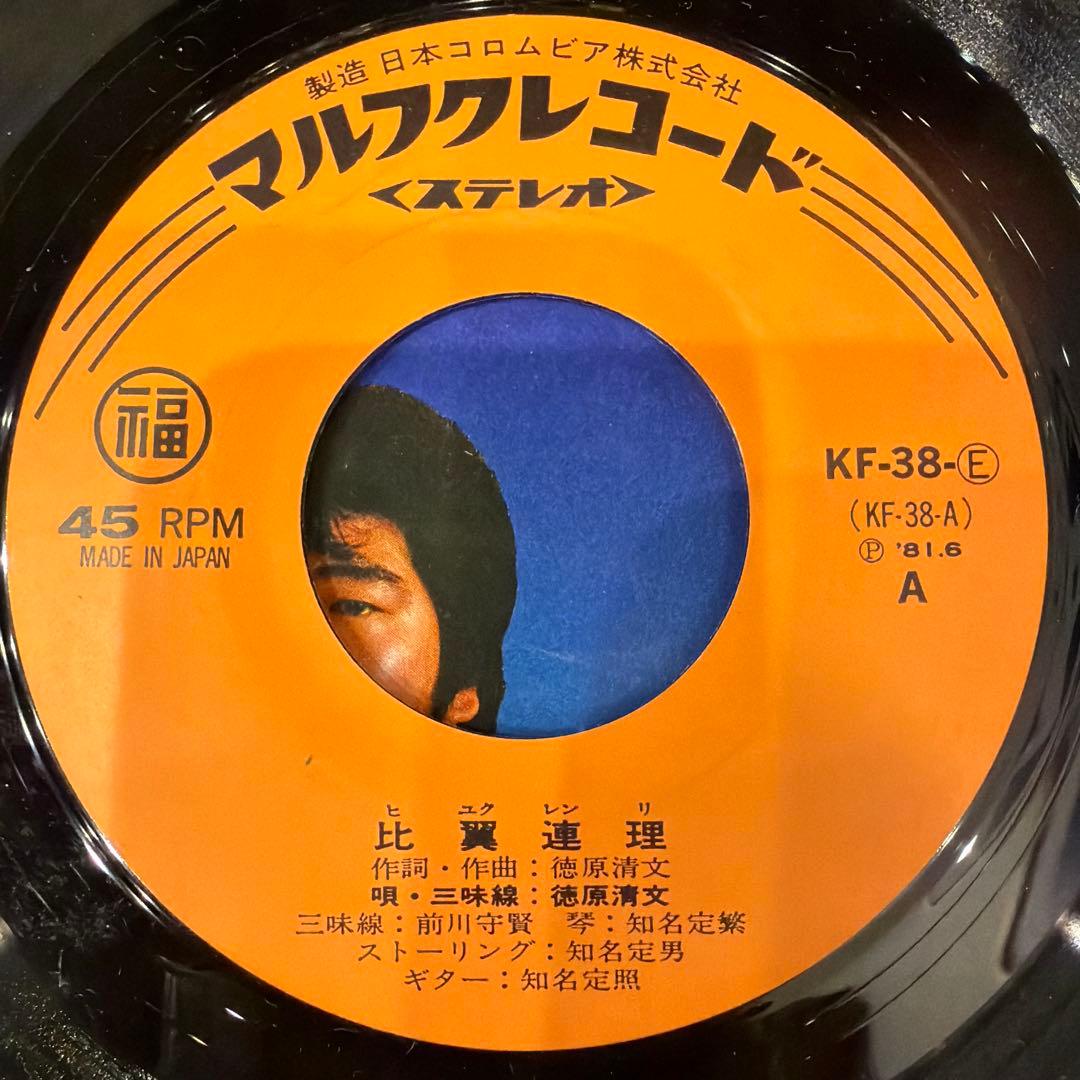 製造 日本コロムビア株式会社
マルフクレコード
<ステレオ>
福
45 RPM
MADE IN JAPAN
KF-38-Ⓔ
(KF-38-A)
Ⓟ '81.6
A
ヒ ユク レン リ
比翼連理
作詞・作曲：徳原清文
唄・三味線：徳原清文
三味線：前川守賢 琴：知名定繁
ストーリング：知名定男
ギター：知名定照